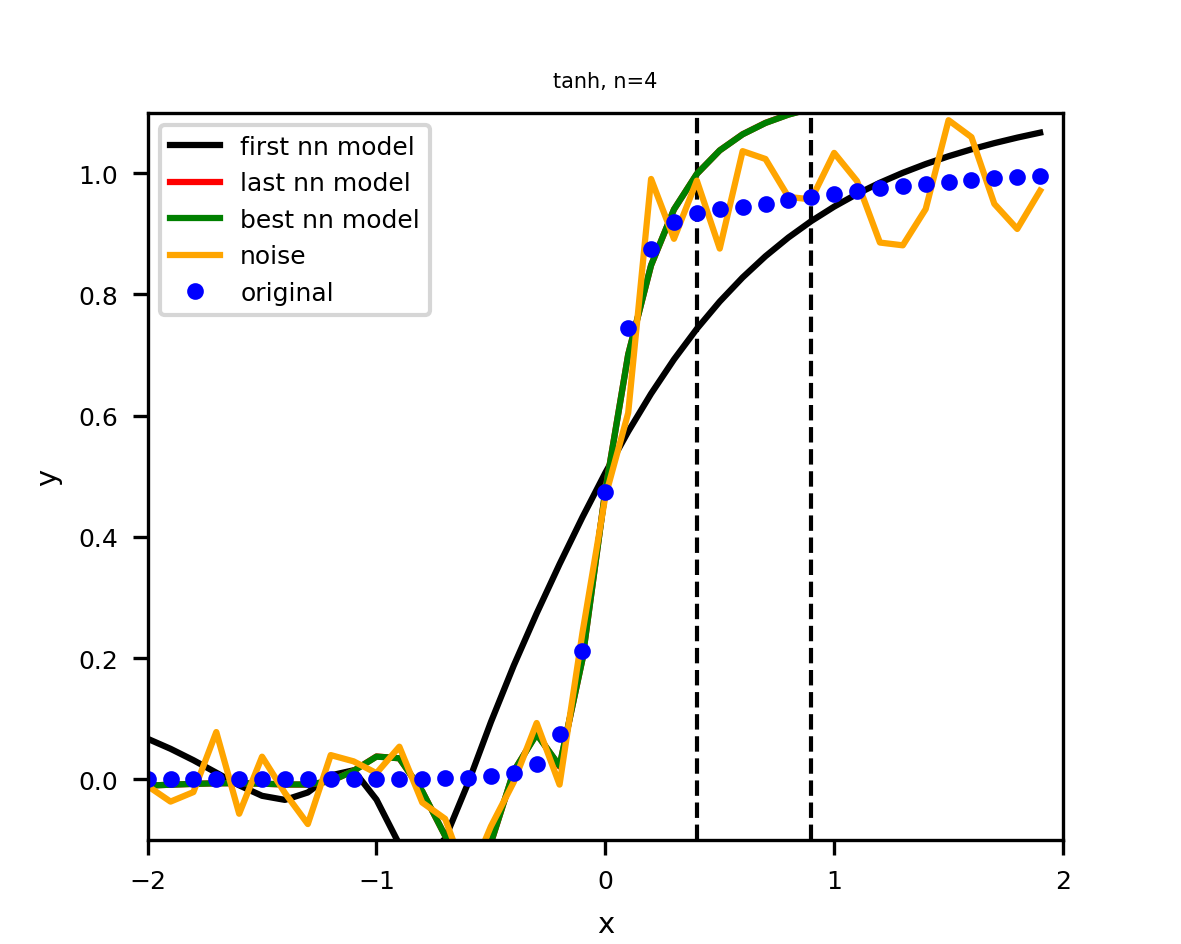 tanh, n=4
first nn model
last nn model
best nn model
noise
original
y
1.0
0.8
0.6
0.4
0.2
0.0
−2 −1 0 1 2
x